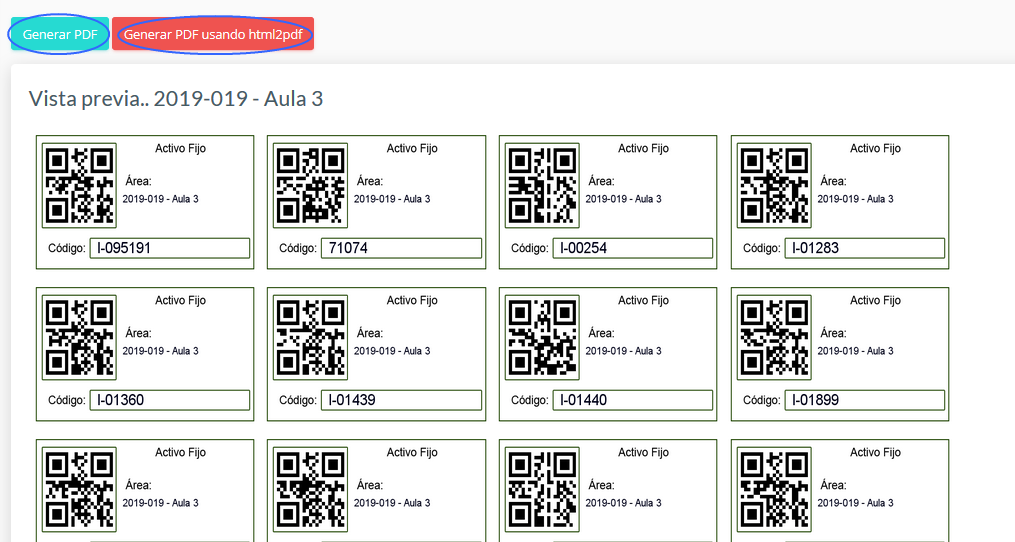 Generar PDF Generar PDF usando html2pdf
Vista previa.. 2019-019 - Aula 3
Activo Fijo Activo Fijo Activo Fijo Activo Fijo
Área: Área: Área: Área:
2019-019 - Aula 3 2019-019 - Aula 3 2019-019 - Aula 3 2019-019 - Aula 3
Código: I-095191 Código: 71074 Código: I-00254 Código: I-01283
Activo Fijo Activo Fijo Activo Fijo Activo Fijo
Área: Área: Área: Área:
2019-019 - Aula 3 2019-019 - Aula 3 2019-019 - Aula 3 2019-019 - Aula 3
Código: I-01360 Código: I-01439 Código: I-01440 Código: I-01899
Activo Fijo Activo Fijo Activo Fijo Activo Fijo
Área: Área: Área: Área:
2019-019 - Aula 3 2019-019 - Aula 3 2019-019 - Aula 3 2019-019 - Aula 3